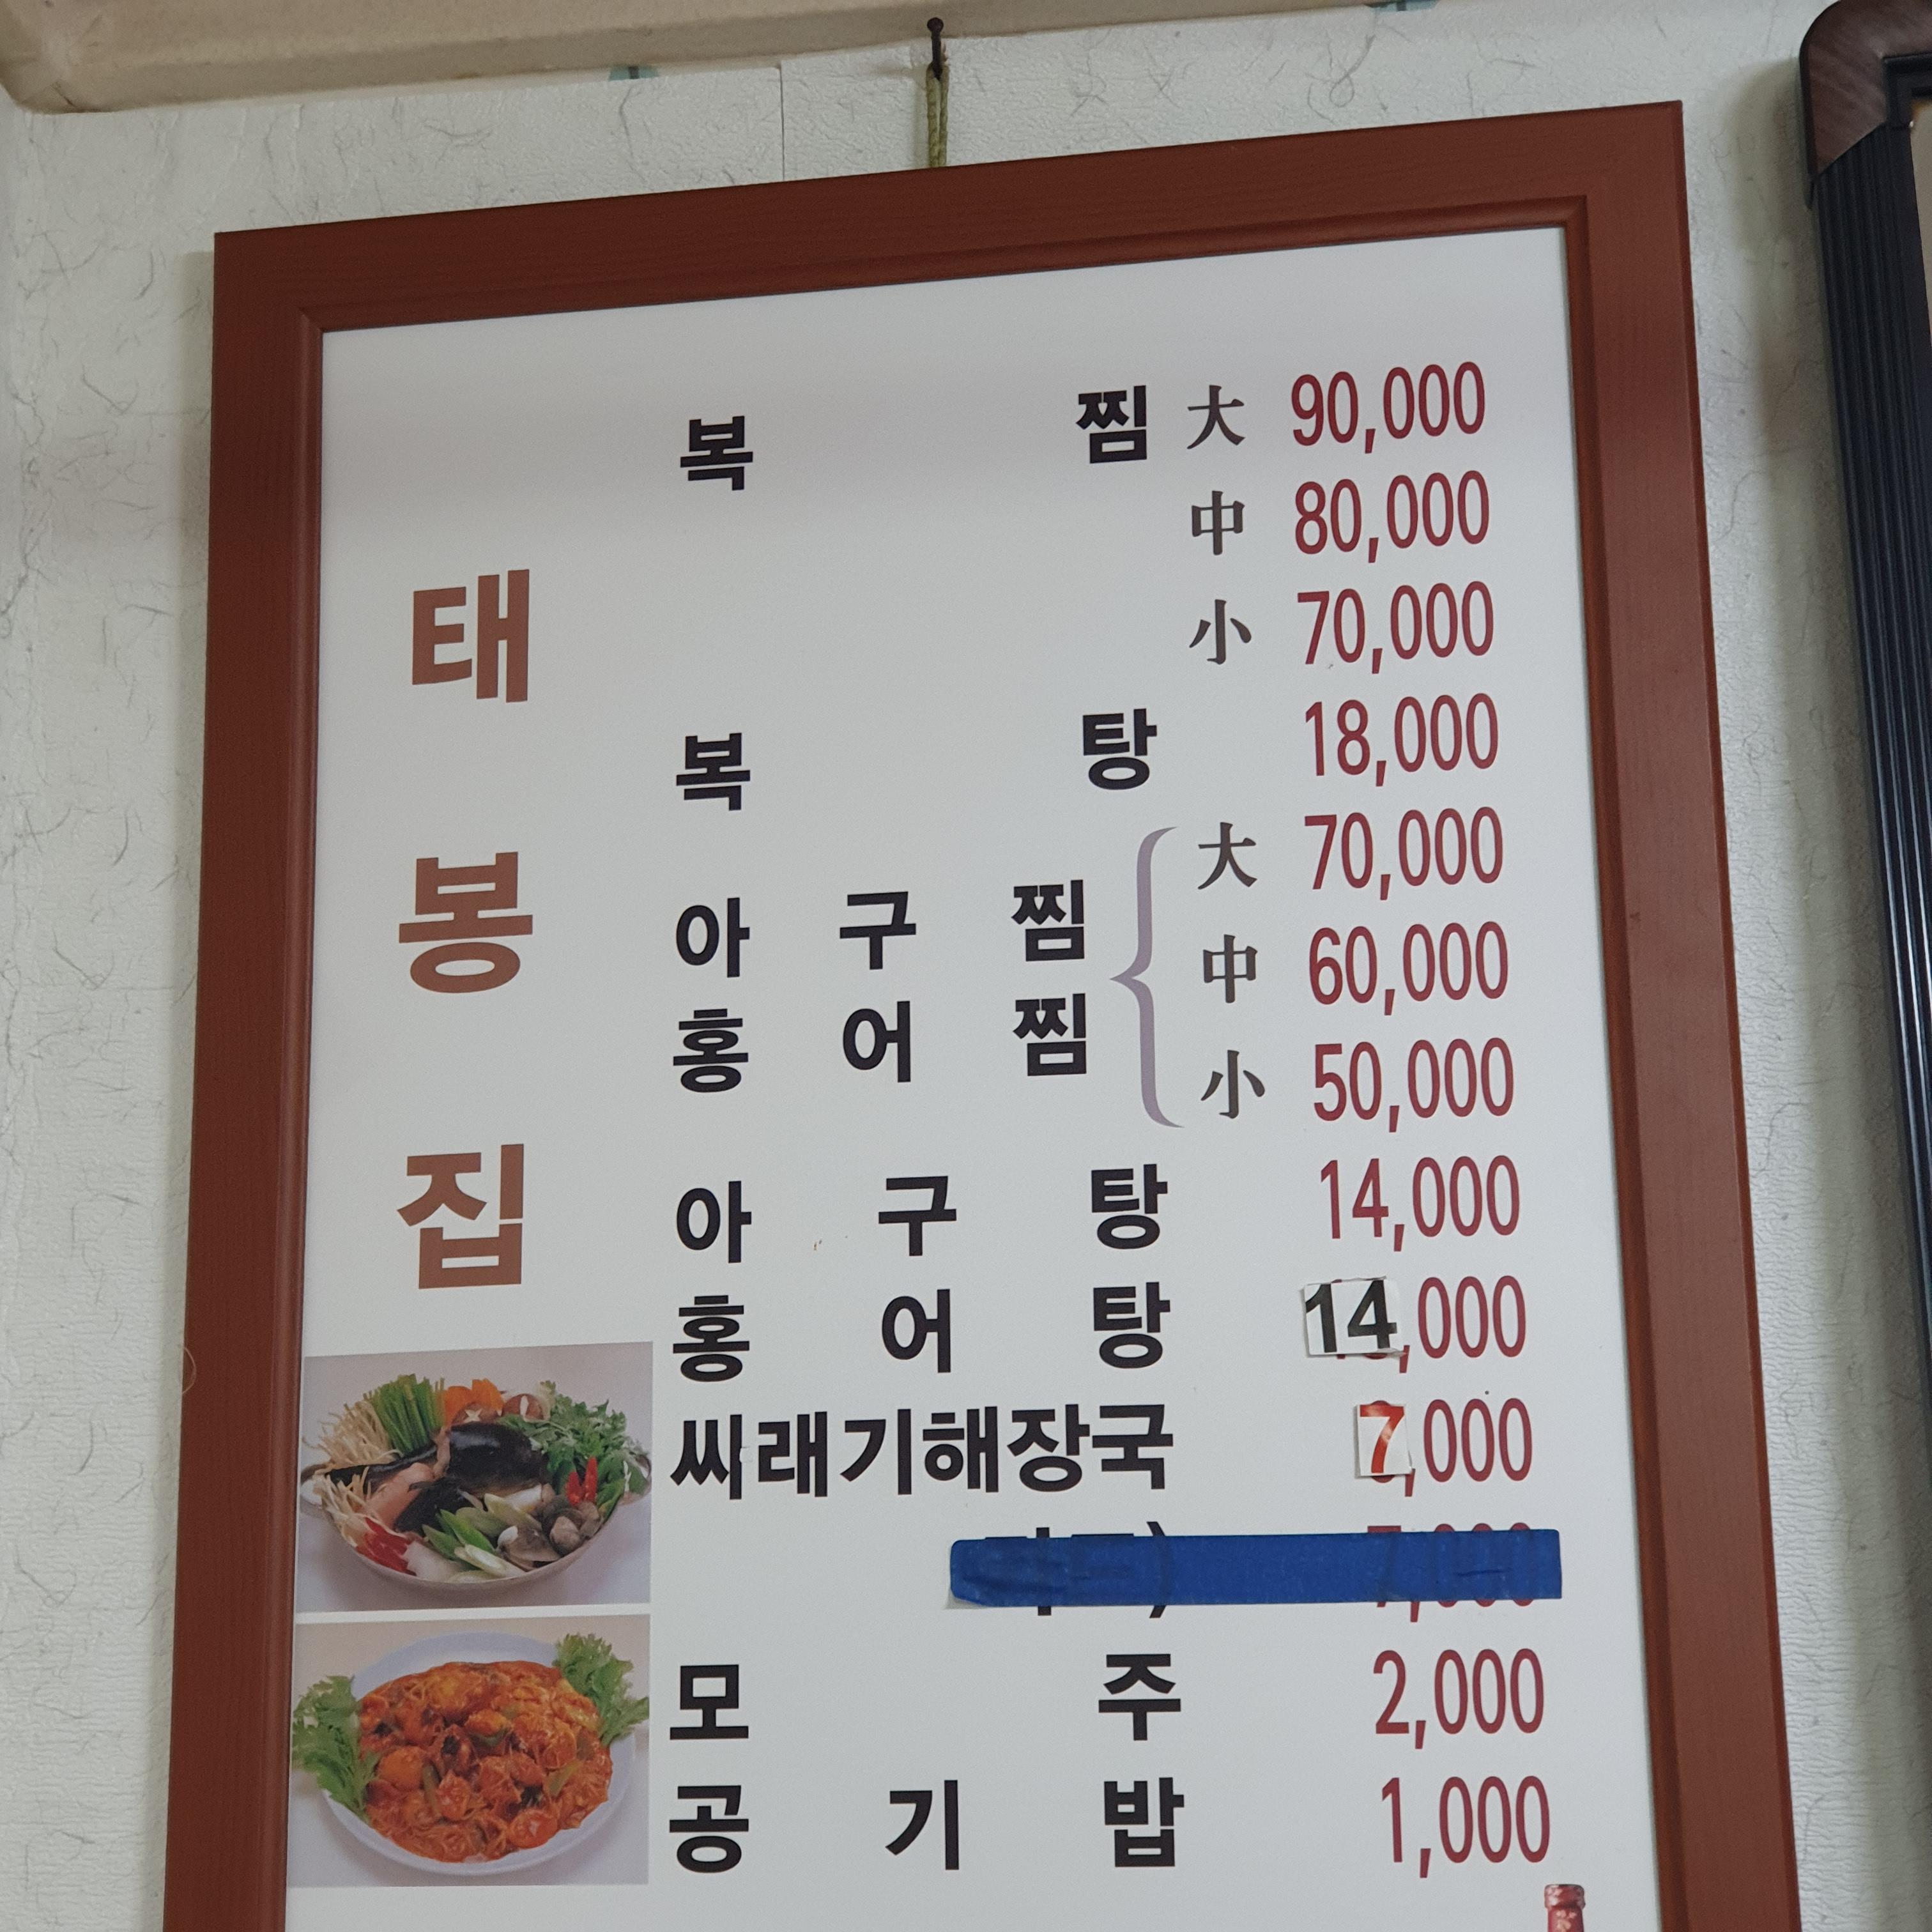 태봉집
복 찜 大 90,000
中 80,000
小 70,000
복 탕 18,000
아 구 찜
홍 어 찜
大 70,000
中 60,000
小 50,000
아 구 탕 14,000
홍 어 탕 14,000
씨래기해장국 7,000
모 주 2,000
공 기 밥 1,000